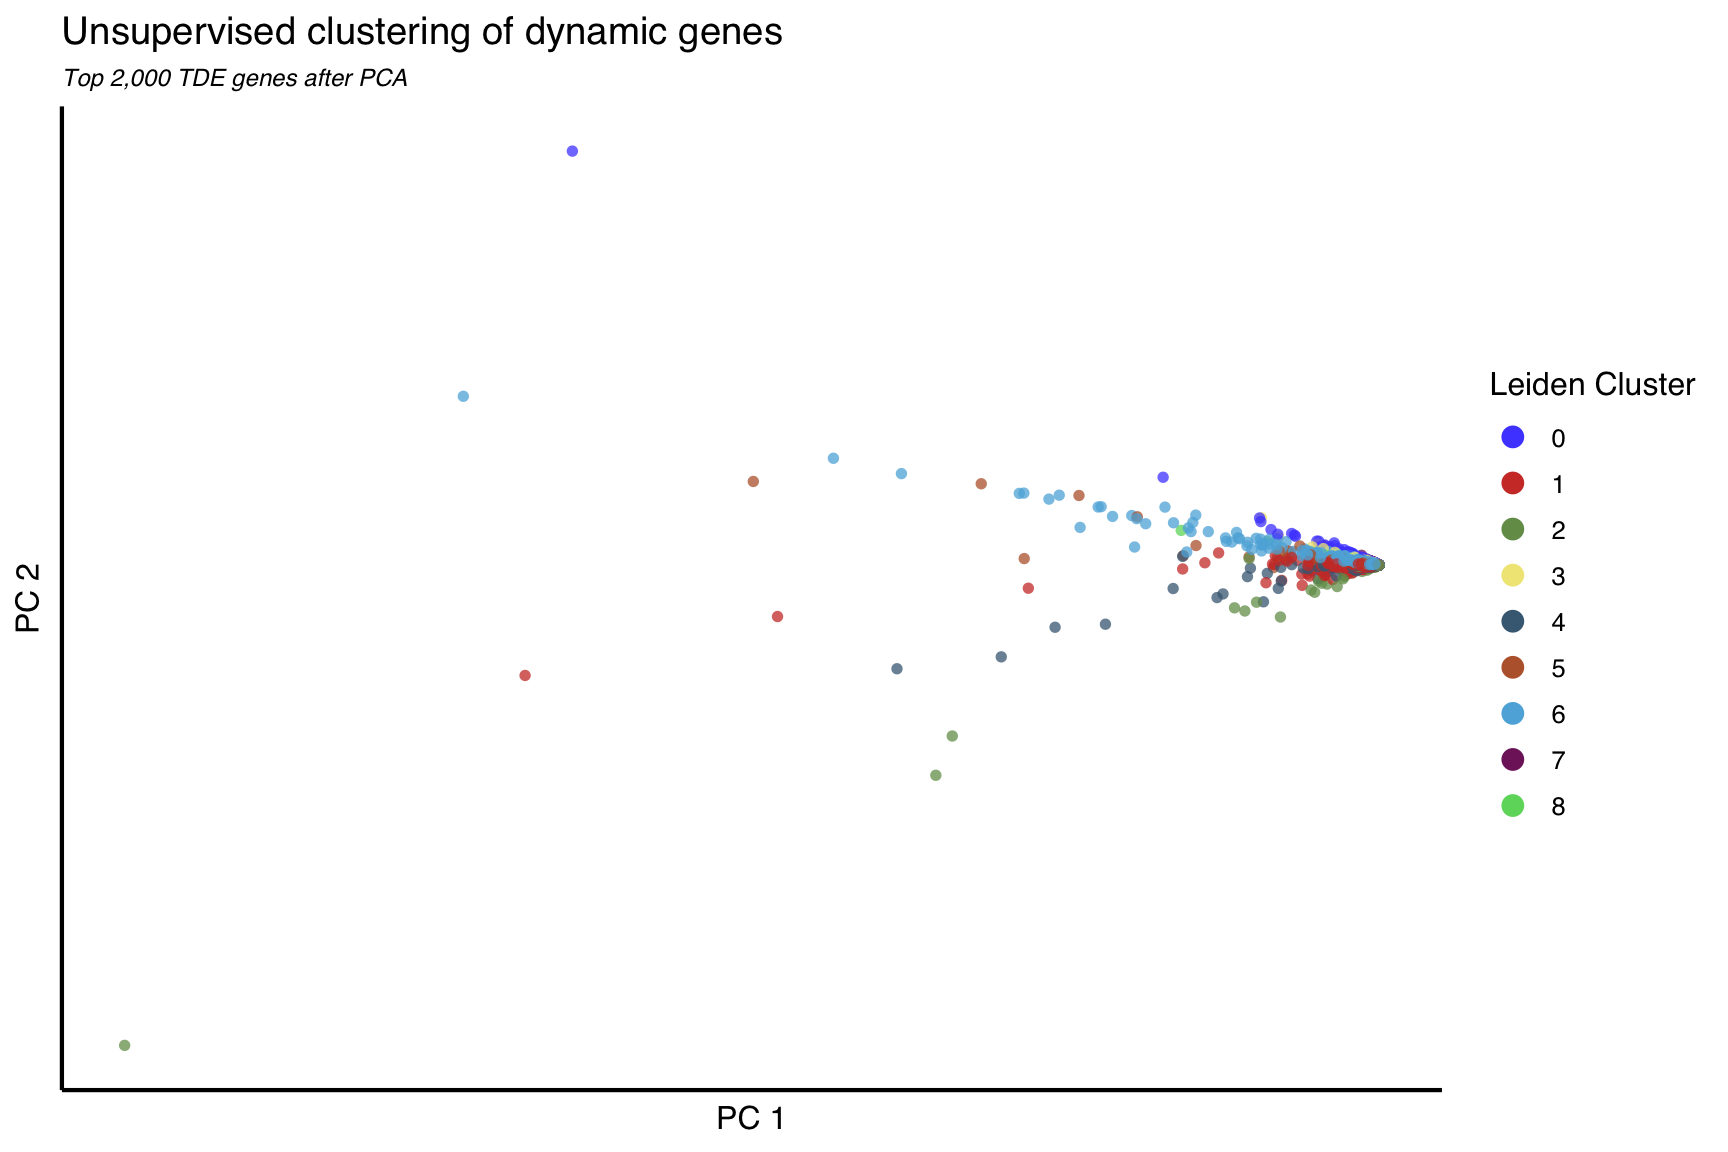 Unsupervised clustering of dynamic genes
Top 2,000 TDE genes after PCA
PC 2
PC 1
Leiden Cluster
0
1
2
3
4
5
6
7
8